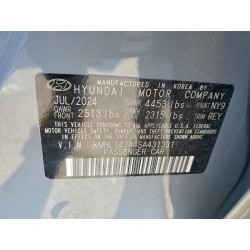 MANUFACTURED IN KOREA BY
HYUNDAI MOTOR COMPANY
JUL/2024 GVWR 4453 lbs PAINT NY9
GAWR FRONT 2513 lbs GAWR REAR 2315 lbs TRIM REY
THIS VEHICLE CONFORMS TO ALL APPLICABLE U.S.
FEDERAL MOTOR VEHICLE SAFETY, BUMPER, AND
THEFT PREVENTION STANDARDS IN EFFECT ON THE
DATE OF MANUFACTURE SHOWN ABOVE.
V.I.N
PASSENGER CAR